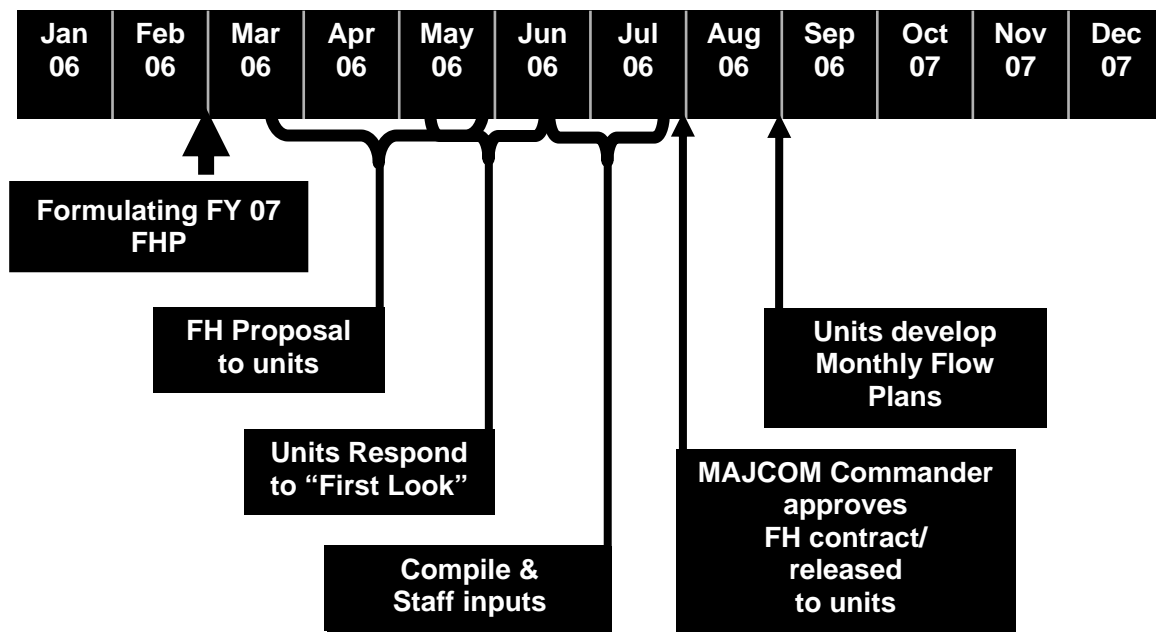 Jan Feb Mar Apr May Jun Jul Aug Sep Oct Nov Dec
06 06 06 06 06 06 06 06 06 07 07 07
Formulating FY 07
FHP
FH Proposal
to units
Units develop
Monthly Flow
Plans
Units Respond
to “First Look”
MAJCOM Commander
approves
FH contract/
released
to units
Compile &
Staff inputs